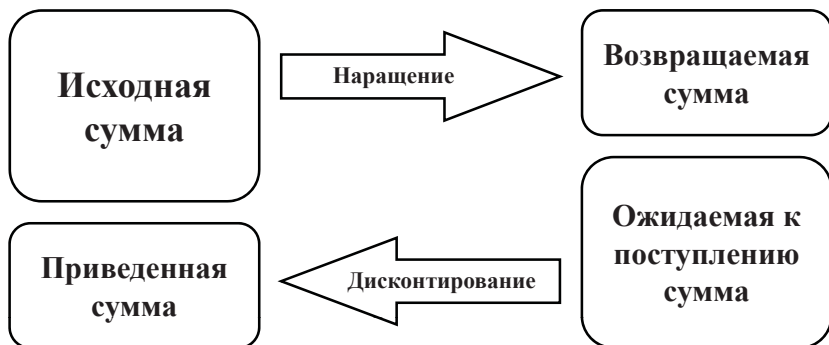 Исходная
сумма
Наращение
Возвращаемая
сумма
Приведенная
сумма
Дисконтирование
Ожидаемая к
поступлению
сумма